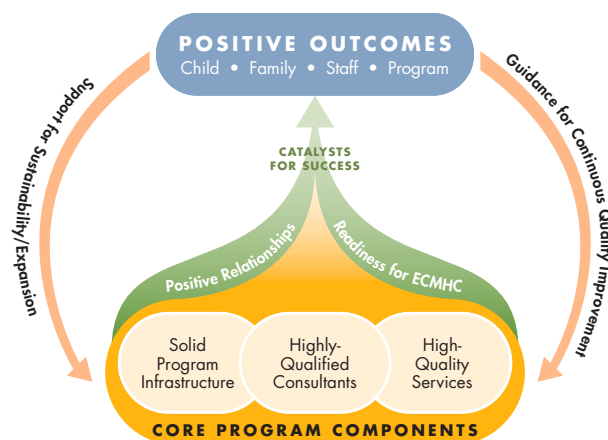 POSITIVE OUTCOMES
Child • Family • Staff • Program
Support for Sustainability/Expansion
Guidance for Continuous Quality Improvement
CATALYSTS
FOR SUCCESS
Positive Relationships
Readiness for ECMHC
Solid
Program
Infrastructure
Highly-
Qualified
Consultants
High-
Quality
Services
CORE PROGRAM COMPONENTS